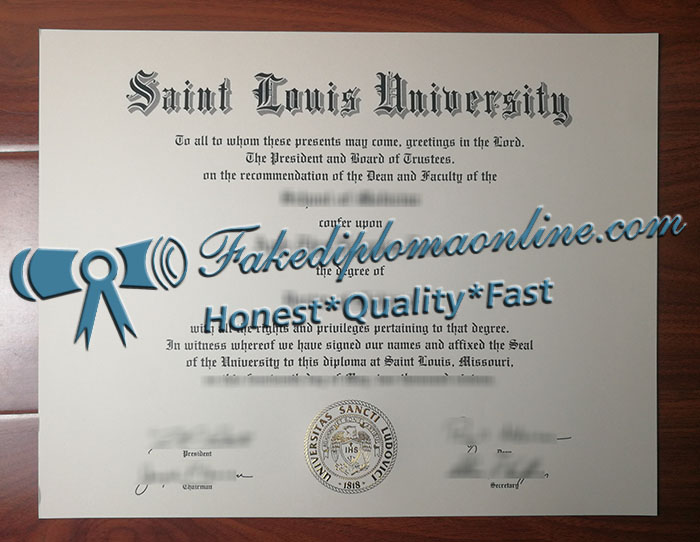 Saint Louis University
To all to whom these presents may come, greetings in the Lord.
The President and Board of Trustees,
on the recommendation of the Dean and Faculty of the
confer upon
Fakediplomaonline.com
the degree of
Honest*Quality*Fast
with all the rights and privileges pertaining to that degree.
In witness whereof we have signed our names and affixed the Seal
of the University to this diploma at Saint Louis, Missouri,
UNIVERSITAS SANCTI LUDOVICI
IHS
1818
President
Dean
Chairman
Secretary